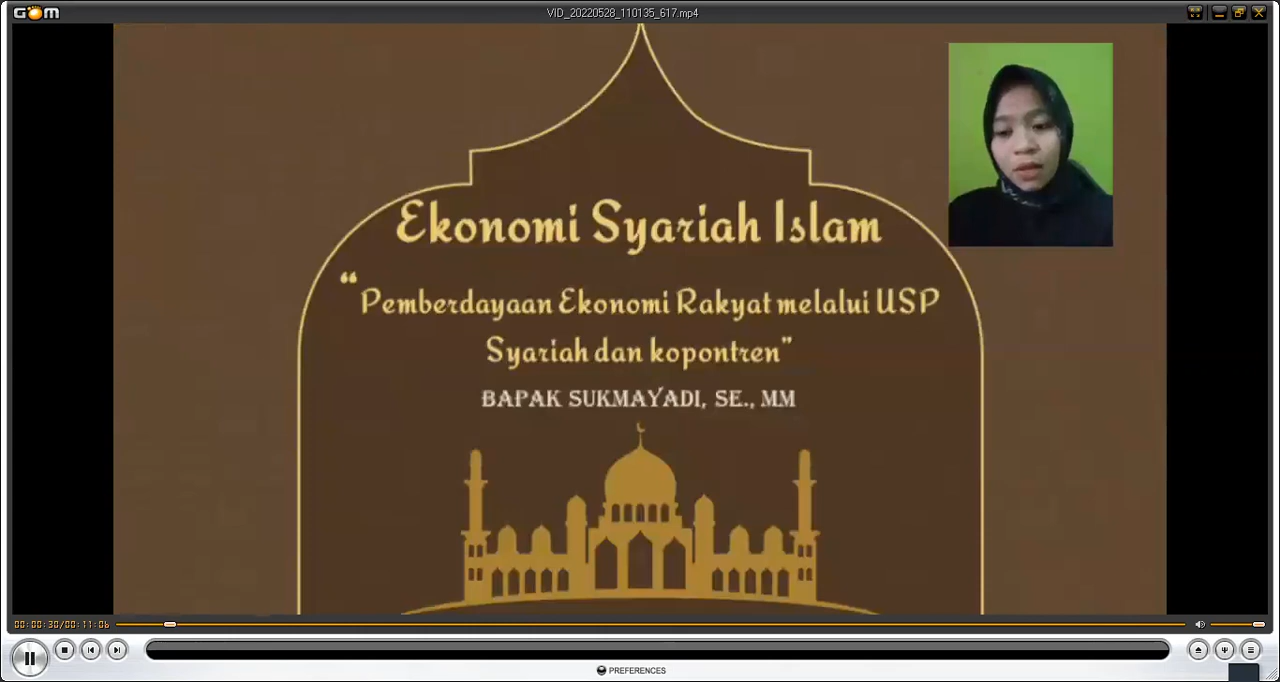 GOM
VID_20220528_110135_617.mp4
Ekonomi Syariah Islam
“Pemberdayaan Ekonomi Rakyat melalui USP
Syariah dan kopontren”
BAPAK SUKMAYADI, SE., MM
00:00:30/00:11:06
PREFERENCES